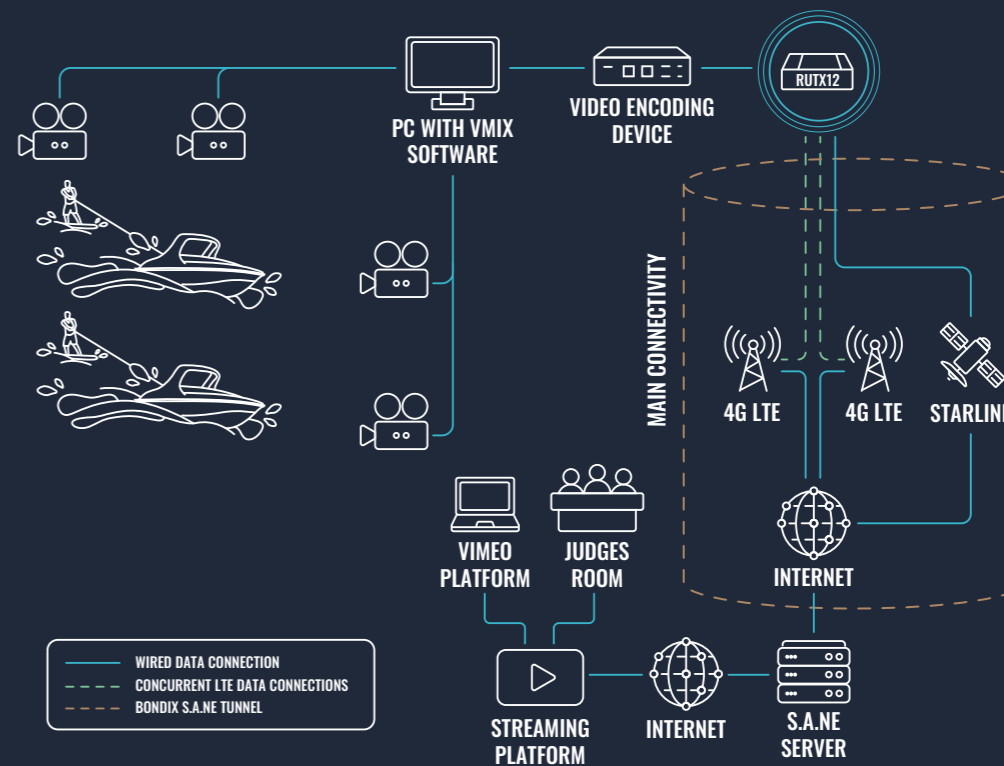 RUTX12
PC WITH VMIX
SOFTWARE
VIDEO ENCODING
DEVICE
MAIN CONNECTIVITY
4G LTE
4G LTE
STARLIN
INTERNET
VIMEO
PLATFORM
JUDGES
ROOM
WIRED DATA CONNECTION
CONCURRENT LTE DATA CONNECTIONS
BONDIX S.A.NE TUNNEL
STREAMING
PLATFORM
INTERNET
S.A.NE
SERVER